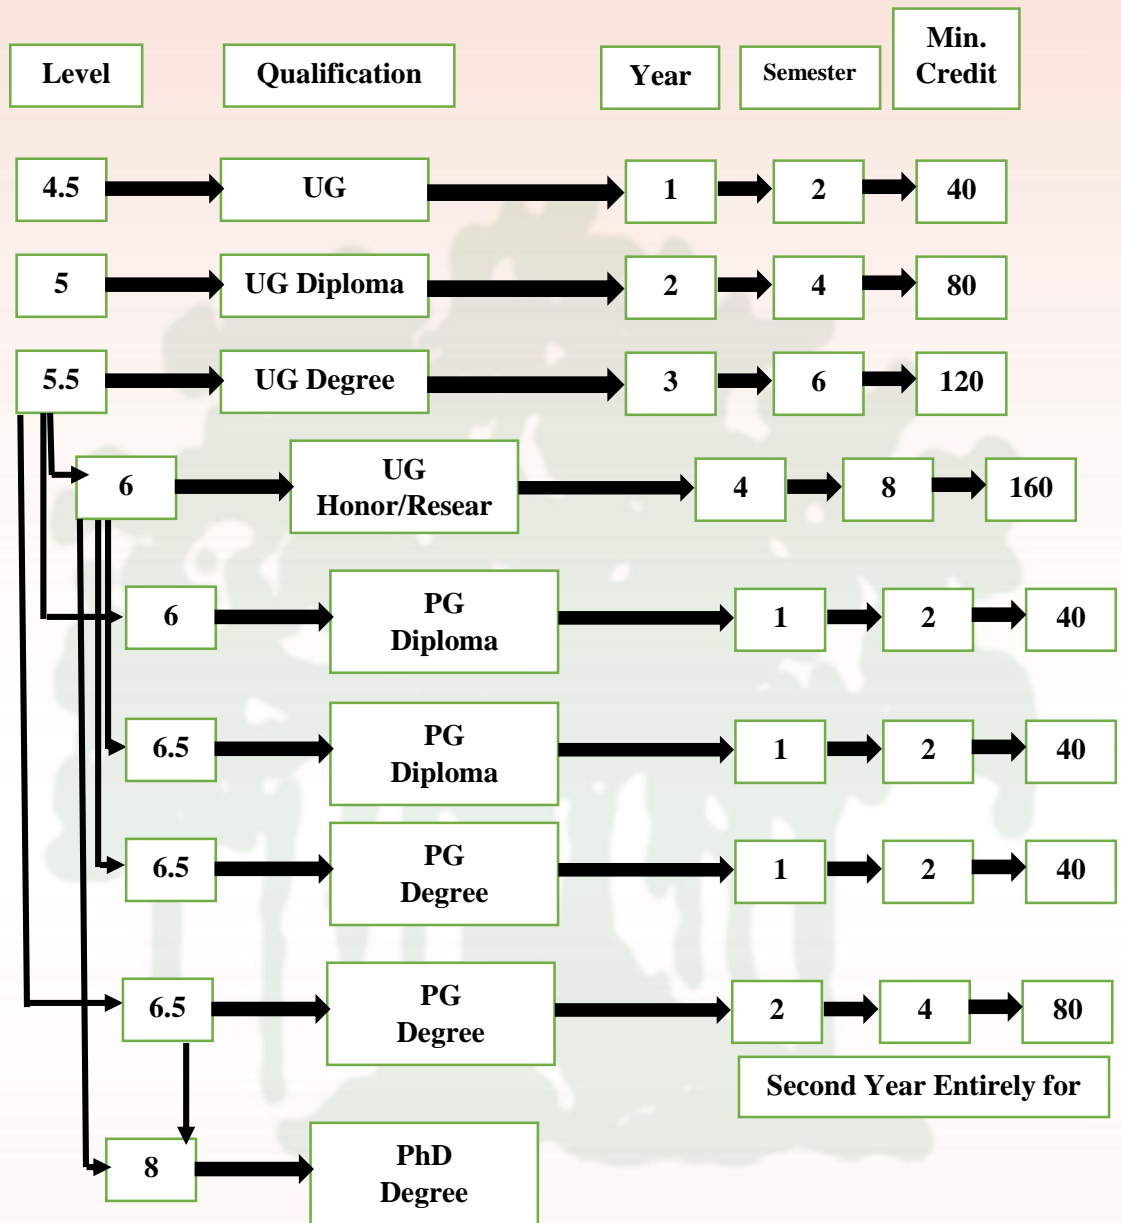 Level Qualification Year Semester Min.
Credit
4.5 UG 1 2 40
5 UG Diploma 2 4 80
5.5 UG Degree 3 6 120
6 UG
Honor/Resear 4 8 160
6 PG
Diploma 1 2 40
6.5 PG
Diploma 1 2 40
6.5 PG
Degree 1 2 40
6.5 PG
Degree 2 4 80
Second Year Entirely for
8 PhD
Degree